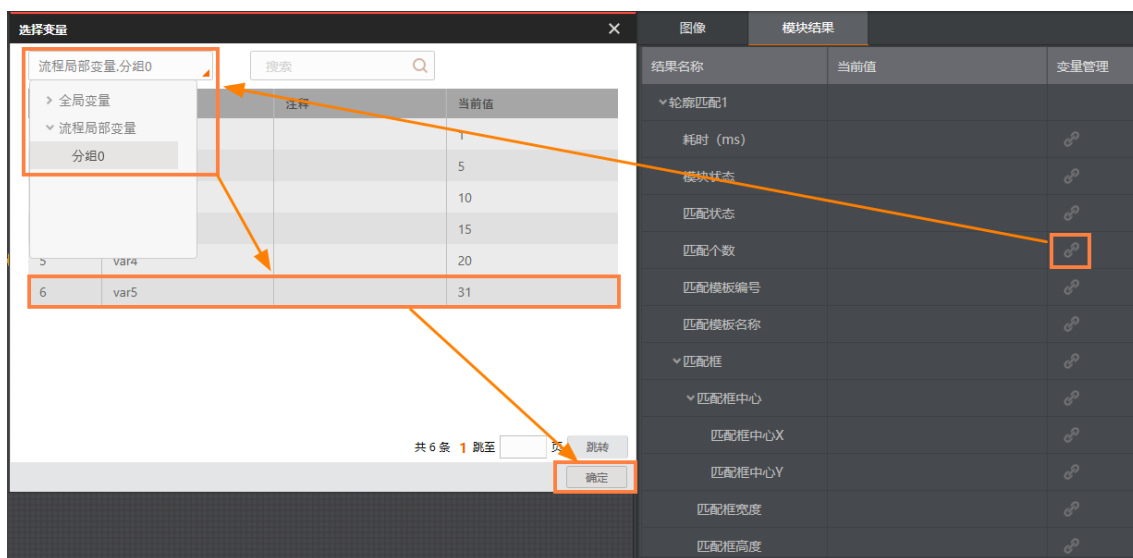 选择变量
流程局部变量.分组0
搜索
全局变量
流程局部变量
分组0
注释 当前值
1
5
10
15
5 var4 20
6 var5 31
共 6 条 1 跳至 页 跳转
确定
图像 模块结果
结果名称 当前值 变量管理
轮廓匹配1
耗时（ms）
模块状态
匹配状态
匹配个数
匹配模板编号
匹配模板名称
匹配框
匹配框中心
匹配框中心X
匹配框中心Y
匹配框宽度
匹配框高度